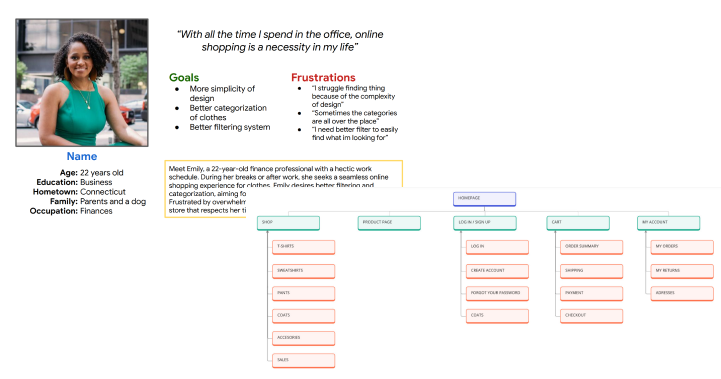 “With all the time I spend in the office, online
shopping is a necessity in my life”
Goals
● More simplicity of
design
● Better categorization
of clothes
● Better filtering system
Frustrations
● “I struggle finding thing
because of the complexity
of design”
● “Sometimes the categories
are all over the place”
● “I need better filter to easily
find what im looking for”
Name
Age: 22 years old
Education: Business
Hometown: Connecticut
Family: Parents and a dog
Occupation: Finances
Meet Emily, a 22-year-old finance professional with a hectic work
schedule. During her breaks or after work, she seeks a seamless online
shopping experience for clothes. Emily desires better filtering and
categorization, aiming fo
Frustrated by overwhelm
store that respects her ti
HOMEPAGE
SHOP
PRODUCT PAGE
LOG IN / SIGN UP
CART
MY ACCOUNT
T-SHIRTS
LOG IN
ORDER SUMMARY
MY ORDERS
SWEATSHIRTS
CREATE ACCOUNT
SHIPPING
MY RETURNS
PANTS
FORGOT YOUR PASSWORD
PAYMENT
ADRESSES
COATS
COATS
CHECKOUT
ACCESORIES
SALES